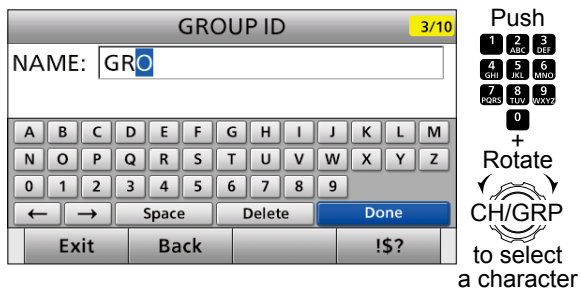 GROUP ID 3/10
NAME: GRO
A B C D E F G H I J K L M
N O P Q R S T U V W X Y Z
0 1 2 3 4 5 6 7 8 9
← → Space Delete Done
Exit Back !$?
Push
1 2 ABC 3 DEF
4 GHI 5 JKL 6 MNO
7 PQRS 8 TUV 9 WXYZ
0
+
Rotate
CH/GRP
to select
a character